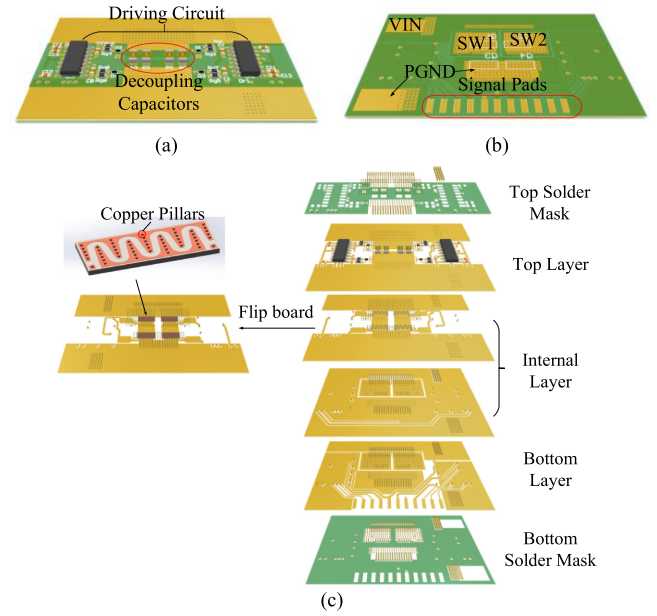 Driving Circuit
Decoupling
Capacitors
(a)
VIN
SW1
SW2
PGND
Signal Pads
(b)
Copper Pillars
Flip board
Top Solder
Mask
Top Layer
Internal
Layer
Bottom
Layer
Bottom
Solder Mask
(c)